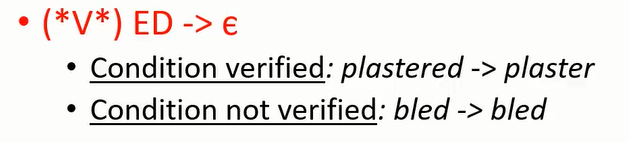 • (*V*) ED -> ϵ
• Condition verified: plastered -> plaster
• Condition not verified: bled -> bled